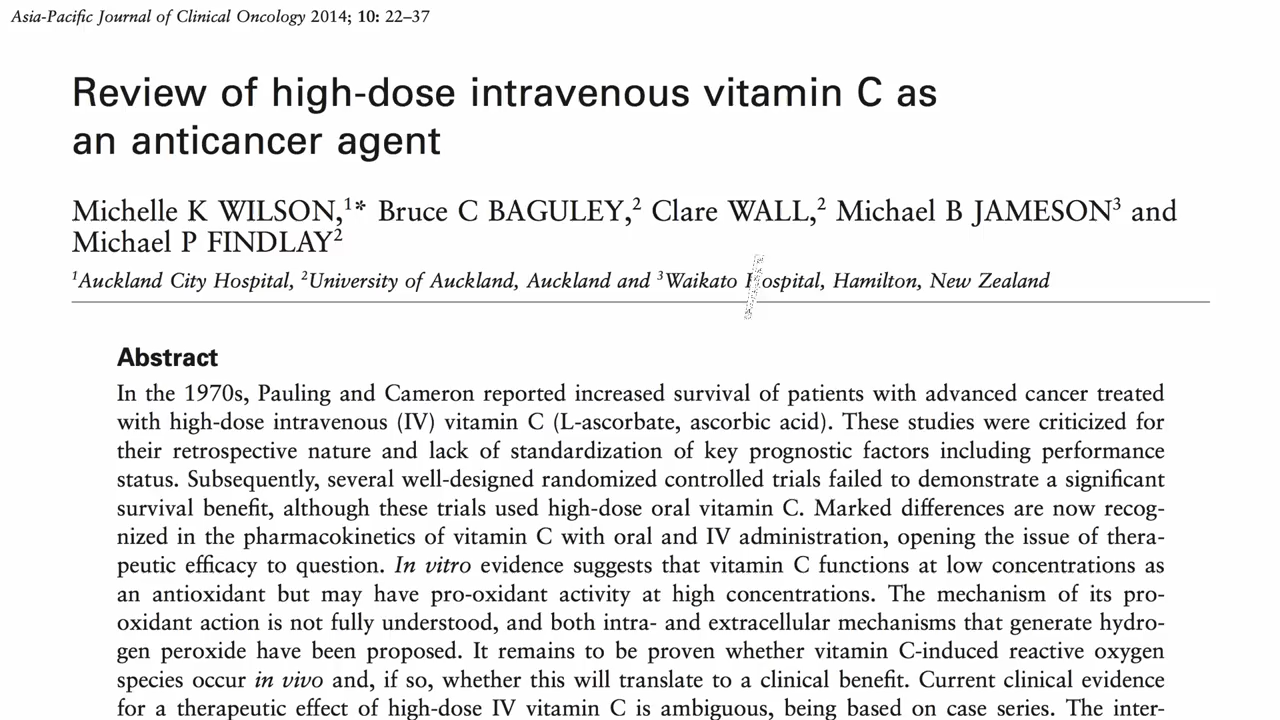 Asia-Pacific Journal of Clinical Oncology 2014; 10: 22–37
Review of high-dose intravenous vitamin C as
an anticancer agent
Michelle K WILSON,1* Bruce C BAGULEY,2 Clare WALL,2 Michael B JAMESON3 and
Michael P FINDLAY2
1Auckland City Hospital, 2University of Auckland, Auckland and 3Waikato Hospital, Hamilton, New Zealand
Abstract
In the 1970s, Pauling and Cameron reported increased survival of patients with advanced cancer treated
with high-dose intravenous (IV) vitamin C (L-ascorbate, ascorbic acid). These studies were criticized for
their retrospective nature and lack of standardization of key prognostic factors including performance
status. Subsequently, several well-designed randomized controlled trials failed to demonstrate a significant
survival benefit, although these trials used high-dose oral vitamin C. Marked differences are now recog-
nized in the pharmacokinetics of vitamin C with oral and IV administration, opening the issue of thera-
peutic efficacy to question. In vitro evidence suggests that vitamin C functions at low concentrations as
an antioxidant but may have pro-oxidant activity at high concentrations. The mechanism of its pro-
oxidant action is not fully understood, and both intra- and extracellular mechanisms that generate hydro-
gen peroxide have been proposed. It remains to be proven whether vitamin C-induced reactive oxygen
species occur in vivo and, if so, whether this will translate to a clinical benefit. Current clinical evidence
for a therapeutic effect of high-dose IV vitamin C is ambiguous, being based on case series. The inter-